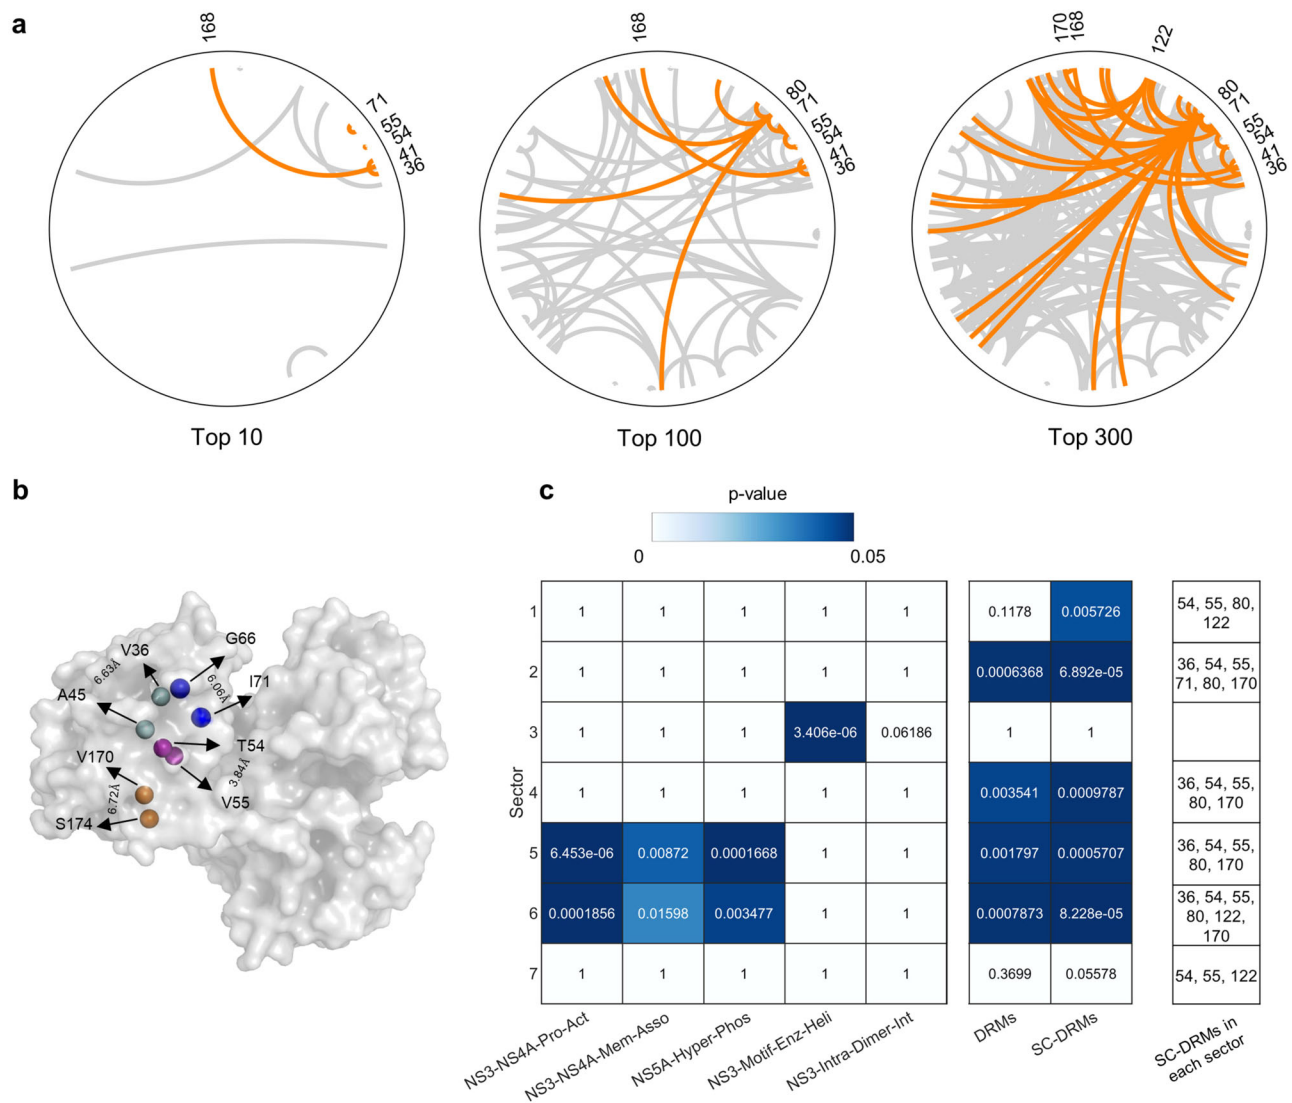 a
168
71
55
54
41
36
Top 10
168
80
71
55
54
41
36
Top 100
170
168
122
80
71
55
54
41
36
Top 300
b
V36
G66
6.63Å
6.06Å
A45
I71
T54
V170
3.84Å
6.72Å
V55
S174
c
p-value
0 0.05
Sector
1 1 1 1 1 1 0.1178 0.005726 54, 55, 80,
122
2 1 1 1 1 1 0.0006368 6.892e-05 36, 54, 55,
71, 80, 170
3 1 1 1 3.406e-06 0.06186 1 1
4 1 1 1 1 1 0.003541 0.0009787 36, 54, 55,
80, 170
5 6.453e-06 0.00872 0.0001668 1 1 0.001797 0.0005707 36, 54, 55,
80, 170
6 0.0001856 0.01598 0.003477 1 1 0.0007873 8.228e-05 36, 54, 55,
80, 122,
170
7 1 1 1 1 1 0.3699 0.05578 54, 55, 122
NS3-NS4A-Pro-Act
NS3-NS4A-Mem-Asso
NS5A-Hyper-Phos
NS3-Motif-Enz-Heli
NS3-Intra-Dimer-Int
DRMs
SC-DRMs
SC-DRMs in
each sector